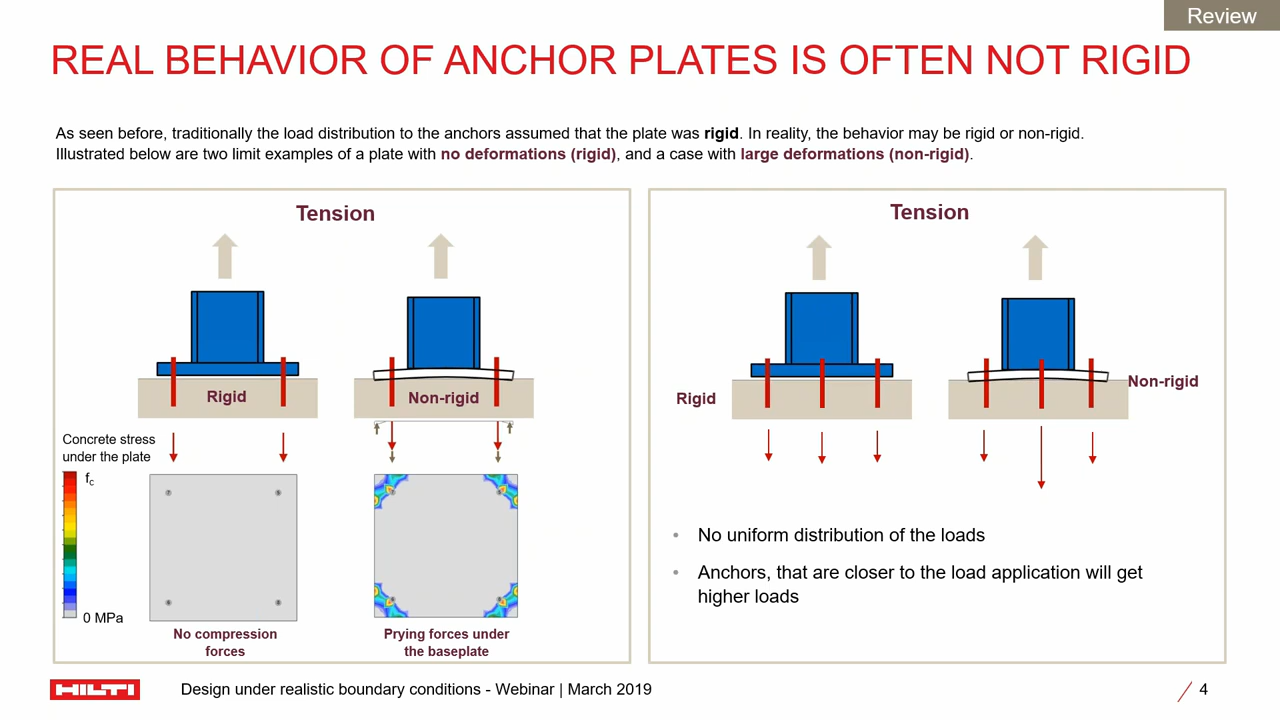 Review
REAL BEHAVIOR OF ANCHOR PLATES IS OFTEN NOT RIGID
As seen before, traditionally the load distribution to the anchors assumed that the plate was rigid. In reality, the behavior may be rigid or non-rigid.
Illustrated below are two limit examples of a plate with no deformations (rigid), and a case with large deformations (non-rigid).
Tension
Rigid
Non-rigid
Concrete stress
under the plate
fc
0 MPa
No compression
forces
Prying forces under
the baseplate
Tension
Rigid
Non-rigid
• No uniform distribution of the loads
• Anchors, that are closer to the load application will get
higher loads
HILTI
Design under realistic boundary conditions - Webinar | March 2019
4